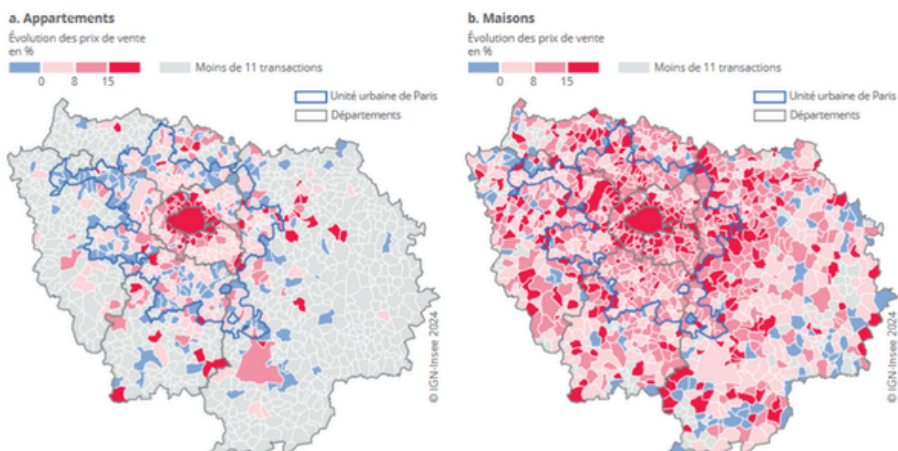 a. Appartements
Évolution des prix de vente
en %
0 8 15
Moins de 11 transactions
Unité urbaine de Paris
Départements
© IGN-Insee 2024
b. Maisons
Évolution des prix de vente
en %
0 8 15
Moins de 11 transactions
Unité urbaine de Paris
Départements
© IGN-Insee 2024